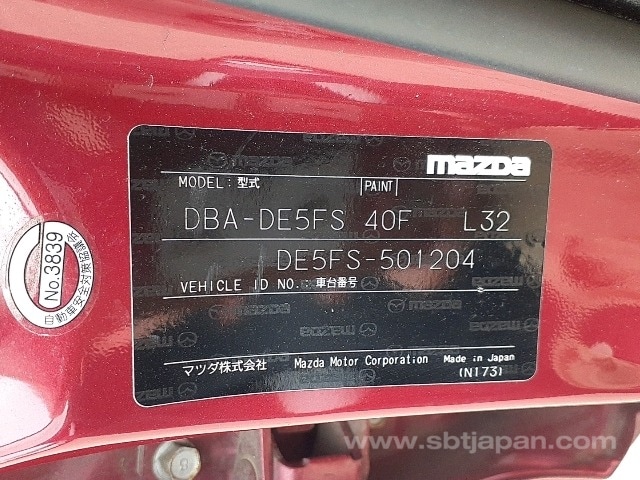 mazda
MODEL: 型式 PAINT
DBA-DE5FS 40F L32
DE5FS-501204
VEHICLE ID NO. 車台番号
マツダ株式会社 Mazda Motor Corporation Made in Japan
(N173)
No.3839
www.sbtjapan.com